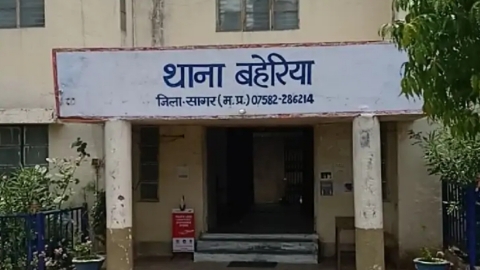 थाना बहेरिया
जिला-सागर (म.प्र.) 07582-286214